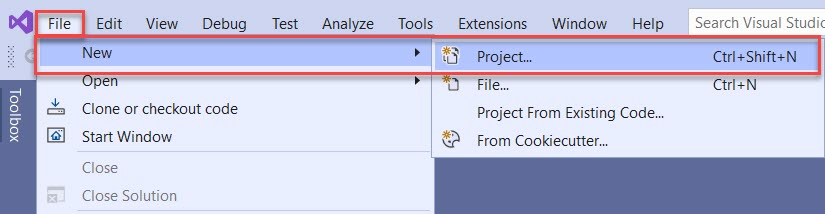 File Edit View Debug Test Analyze Tools Extensions Window Help Search Visual Studio
New Project... Ctrl+Shift+N
Open File... Ctrl+N
Clone or checkout code Project From Existing Code...
Start Window From Cookiecutter...
Close
Close Solution
Toolbox